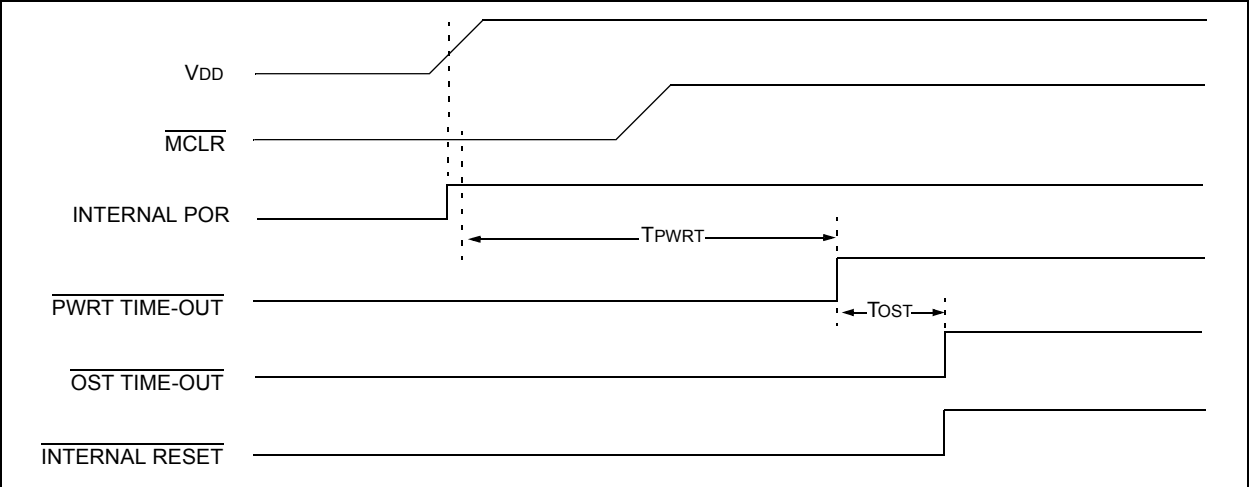 VDD
MCLR
INTERNAL POR
TPWRT
PWRT TIME-OUT
TOST
OST TIME-OUT
INTERNAL RESET